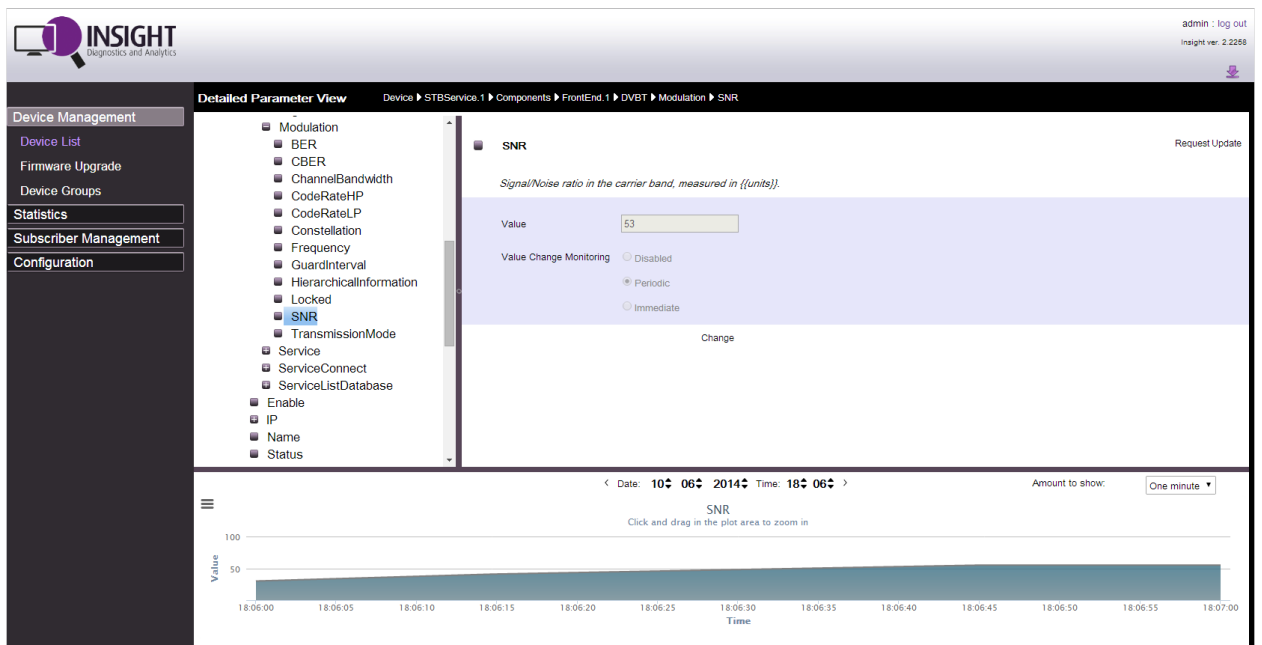 INSIGHT
Diagnostics and Analytics
admin : log out
Insight ver. 2.2258
Detailed Parameter View Device STBService.1 Components FrontEnd.1 DVBT Modulation SNR
Device Management
Device List
Firmware Upgrade
Device Groups
Statistics
Subscriber Management
Configuration
Modulation
BER
CBER
ChannelBandwidth
CodeRateHP
CodeRateLP
Constellation
Frequency
GuardInterval
HierarchicalInformation
Locked
SNR
TransmissionMode
Service
ServiceConnect
ServiceListDatabase
Enable
IP
Name
Status
SNR
Request Update
Signal/Noise ratio in the carrier band, measured in {{units}}.
Value 53
Value Change Monitoring Disabled
Periodic
Immediate
Change
Date: 10 06 2014 Time: 18 06
Amount to show: One minute
SNR
Click and drag in the plot area to zoom in
100
50
Value
18:06:00 18:06:05 18:06:10 18:06:15 18:06:20 18:06:25 18:06:30 18:06:35 18:06:40 18:06:45 18:06:50 18:06:55 18:07:00
Time